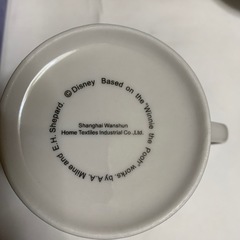 © Disney Based on the "Winnie the Pooh" works, by A.A. Milne and E.H. Shepard.
Shanghai Wanshun
Home Textiles Industrial Co.,Ltd.